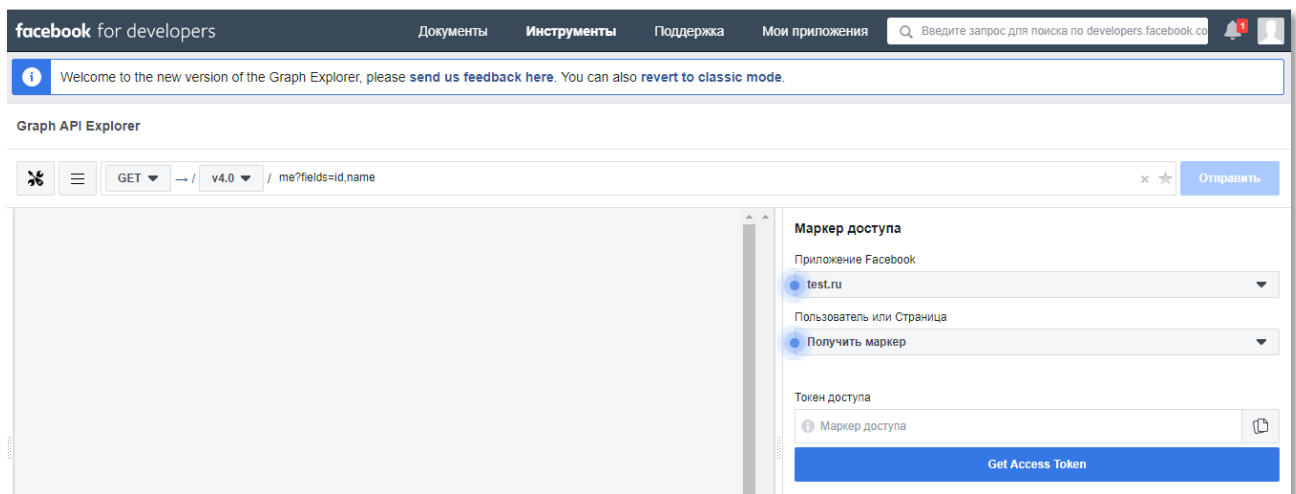 facebook for developers Документы Инструменты Поддержка Мои приложения Введите запрос для поиска по developers.facebook.co 1
Welcome to the new version of the Graph Explorer, please send us feedback here. You can also revert to classic mode.
Graph API Explorer
GET → / v4.0 / me?fields=id,name × Отправить
Маркер доступа
Приложение Facebook
test.ru
Пользователь или Страница
Получить маркер
Токен доступа
Маркер доступа
Get Access Token